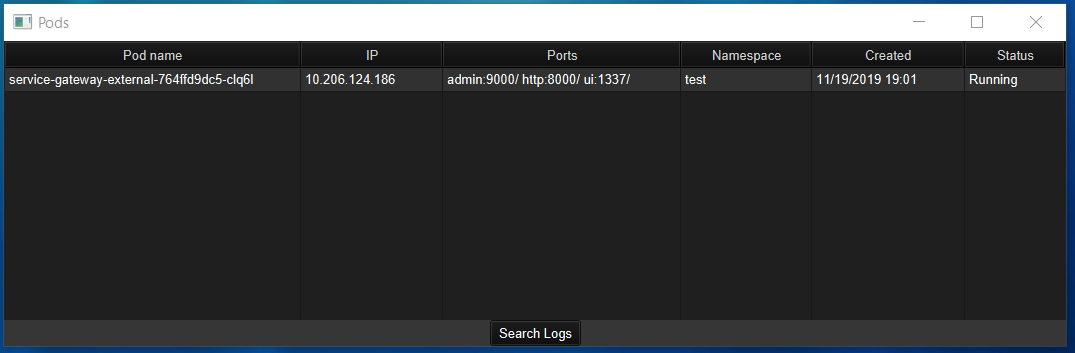 Pods
Pod name IP Ports Namespace Created Status
service-gateway-external-764ffd9dc5-clq6l 10.206.124.186 admin:9000/ http:8000/ ui:1337/ test 11/19/2019 19:01 Running
Search Logs